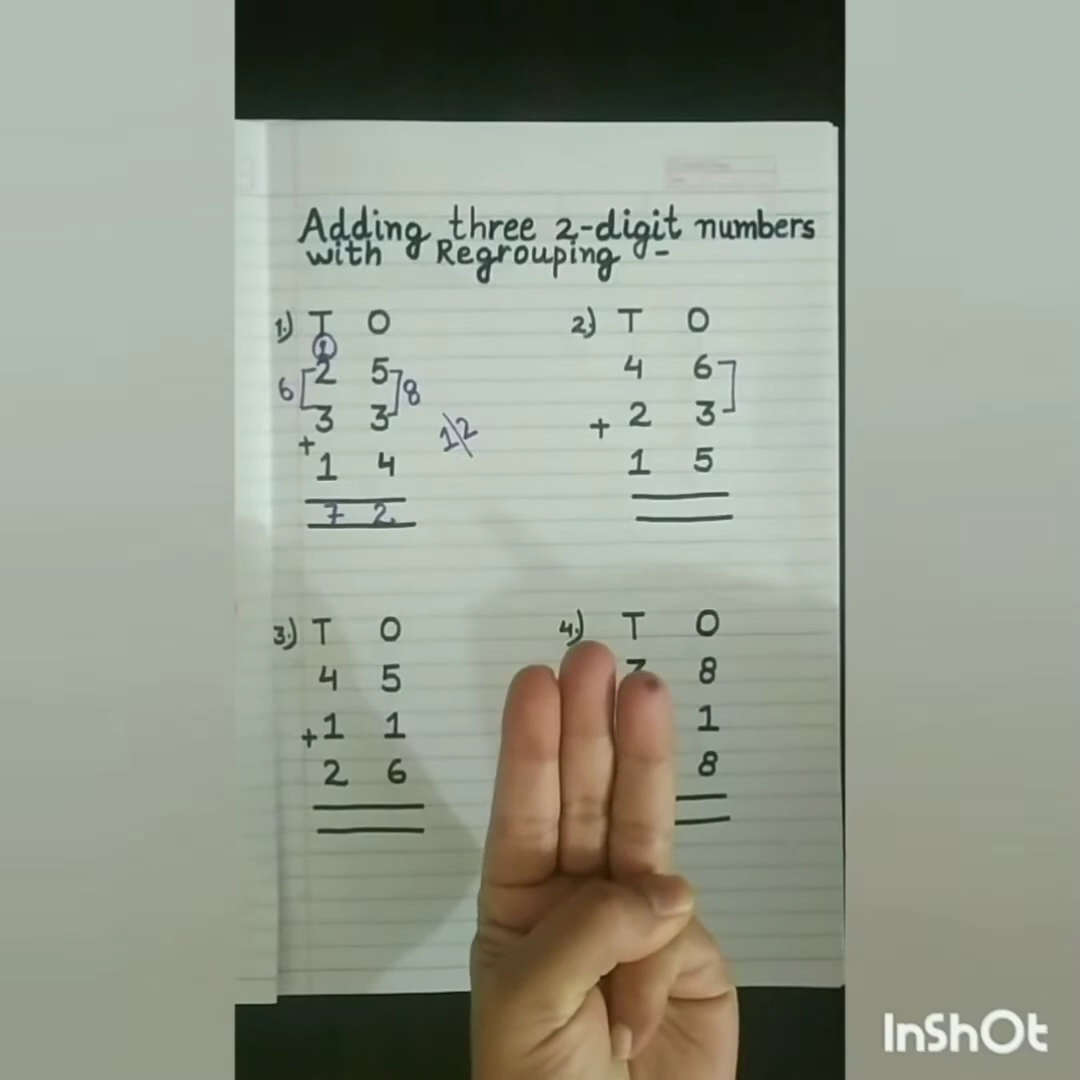 Adding three 2-digit numbers
with Regrouping -
1.) T O
1
6 2 5 8
3 3
+
1 4
1 2
7 2
2.) T O
4 6
+ 2 3
1 5
3.) T O
4 5
+ 1 1
2 6
4.) T O
8
1
8
InShOt